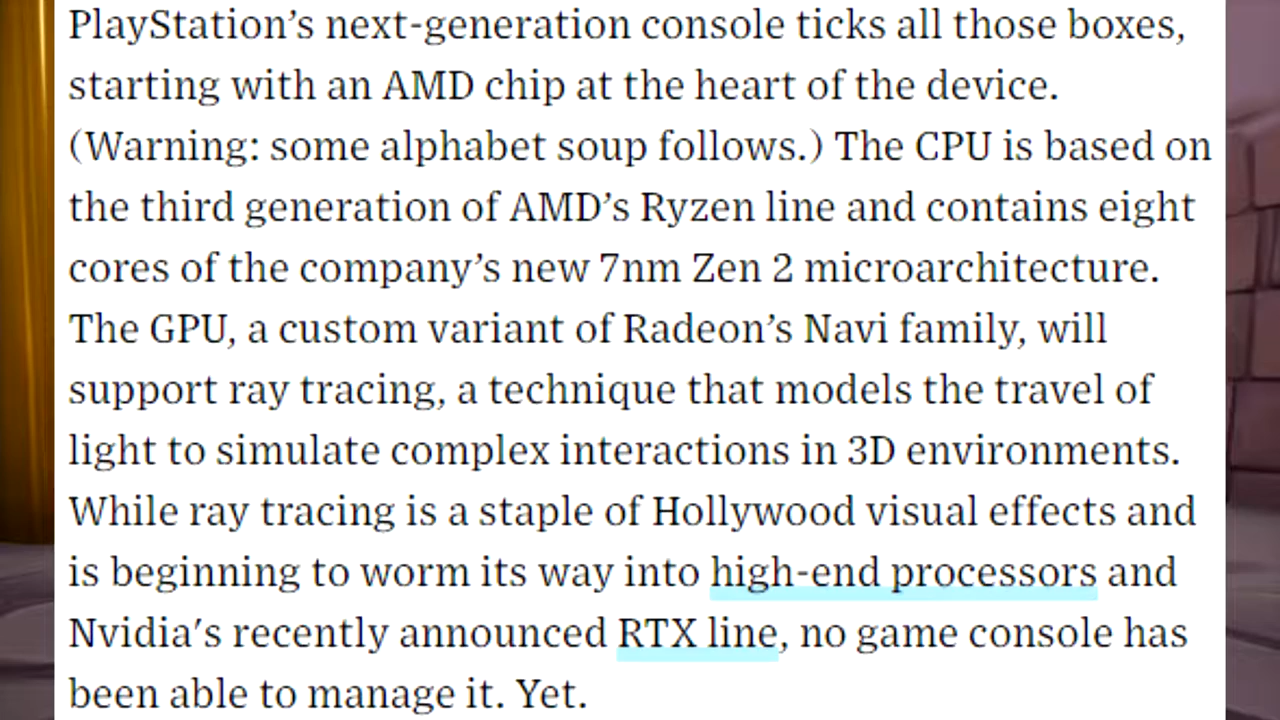 PlayStation’s next-generation console ticks all those boxes,
starting with an AMD chip at the heart of the device.
(Warning: some alphabet soup follows.) The CPU is based on
the third generation of AMD’s Ryzen line and contains eight
cores of the company’s new 7nm Zen 2 microarchitecture.
The GPU, a custom variant of Radeon’s Navi family, will
support ray tracing, a technique that models the travel of
light to simulate complex interactions in 3D environments.
While ray tracing is a staple of Hollywood visual effects and
is beginning to worm its way into high-end processors and
Nvidia's recently announced RTX line, no game console has
been able to manage it. Yet.